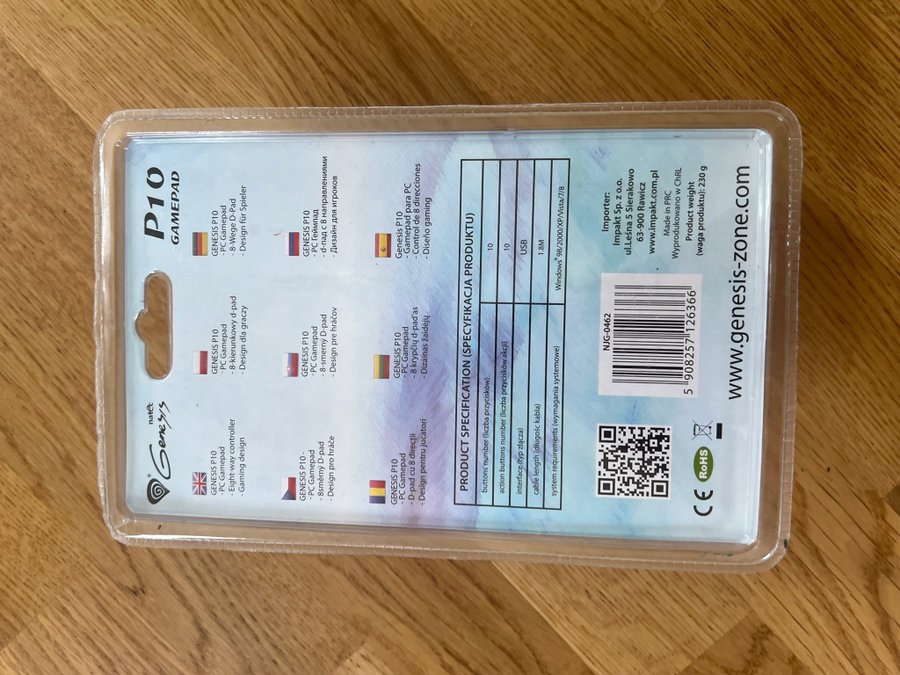 natec
Genesis
P10
GAMEPAD
GENESIS P10
- PC Gamepad
- Eight-way controller
- Gaming design
GENESIS P10
- PC Gamepad
- 8-kierunkowy d-pad
- Design dla graczy
GENESIS P10
- PC Gamepad
- 8-Wege D-Pad
- Design für Spieler
GENESIS P10 -
- PC Gamepad
- 8směrný D-pad
- Design pro hráče
GENESIS P10
- PC Gamepad
- 8-smerný D-pad
- Design pre hráčov
GENESIS P10
- PC Геймпад
d-пад с 8 направлениями
- Дизайн для игроков
GENESIS P10
- PC Gamepad
- D-pad cu 8 direcții
- Design pentru jucători
GENESIS P10
- PC Gamepad
- 8 krypčių d-pad'as
- Dizainas žaidėjų
Genesis P10
- Gamepad para PC
- Control de 8 direcciones
- Diseño gaming
PRODUCT SPECIFICATION (SPECYFIKACJA PRODUKTU)
buttons number (liczba przycisków) 10
action buttons number (liczba przycisków akcji) 10
interface (typ złącza) USB
cable length (długość kabla) 1.8M
system requirements (wymagania systemowe) Windows® 98/2000/XP/Vista/7/8
NJG-0462
5 908257 126366
Importer:
Impakt Sp. z o.o.
ul.Leśna 5 Sierakowo
63-900 Rawicz
www.impakt.com.pl
Made in PRC
Wyprodukowano w ChRL
Product weight
(waga produktu): 230 g
CE RoHS
www.genesis-zone.com